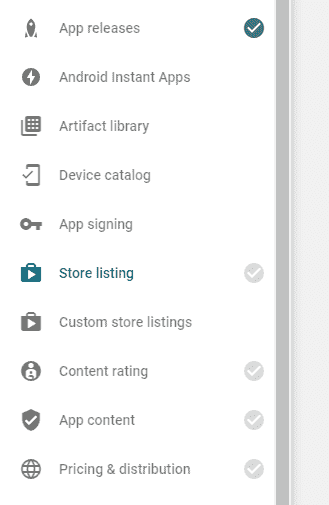 App releases
Android Instant Apps
Artifact library
Device catalog
App signing
Store listing
Custom store listings
Content rating
App content
Pricing & distribution